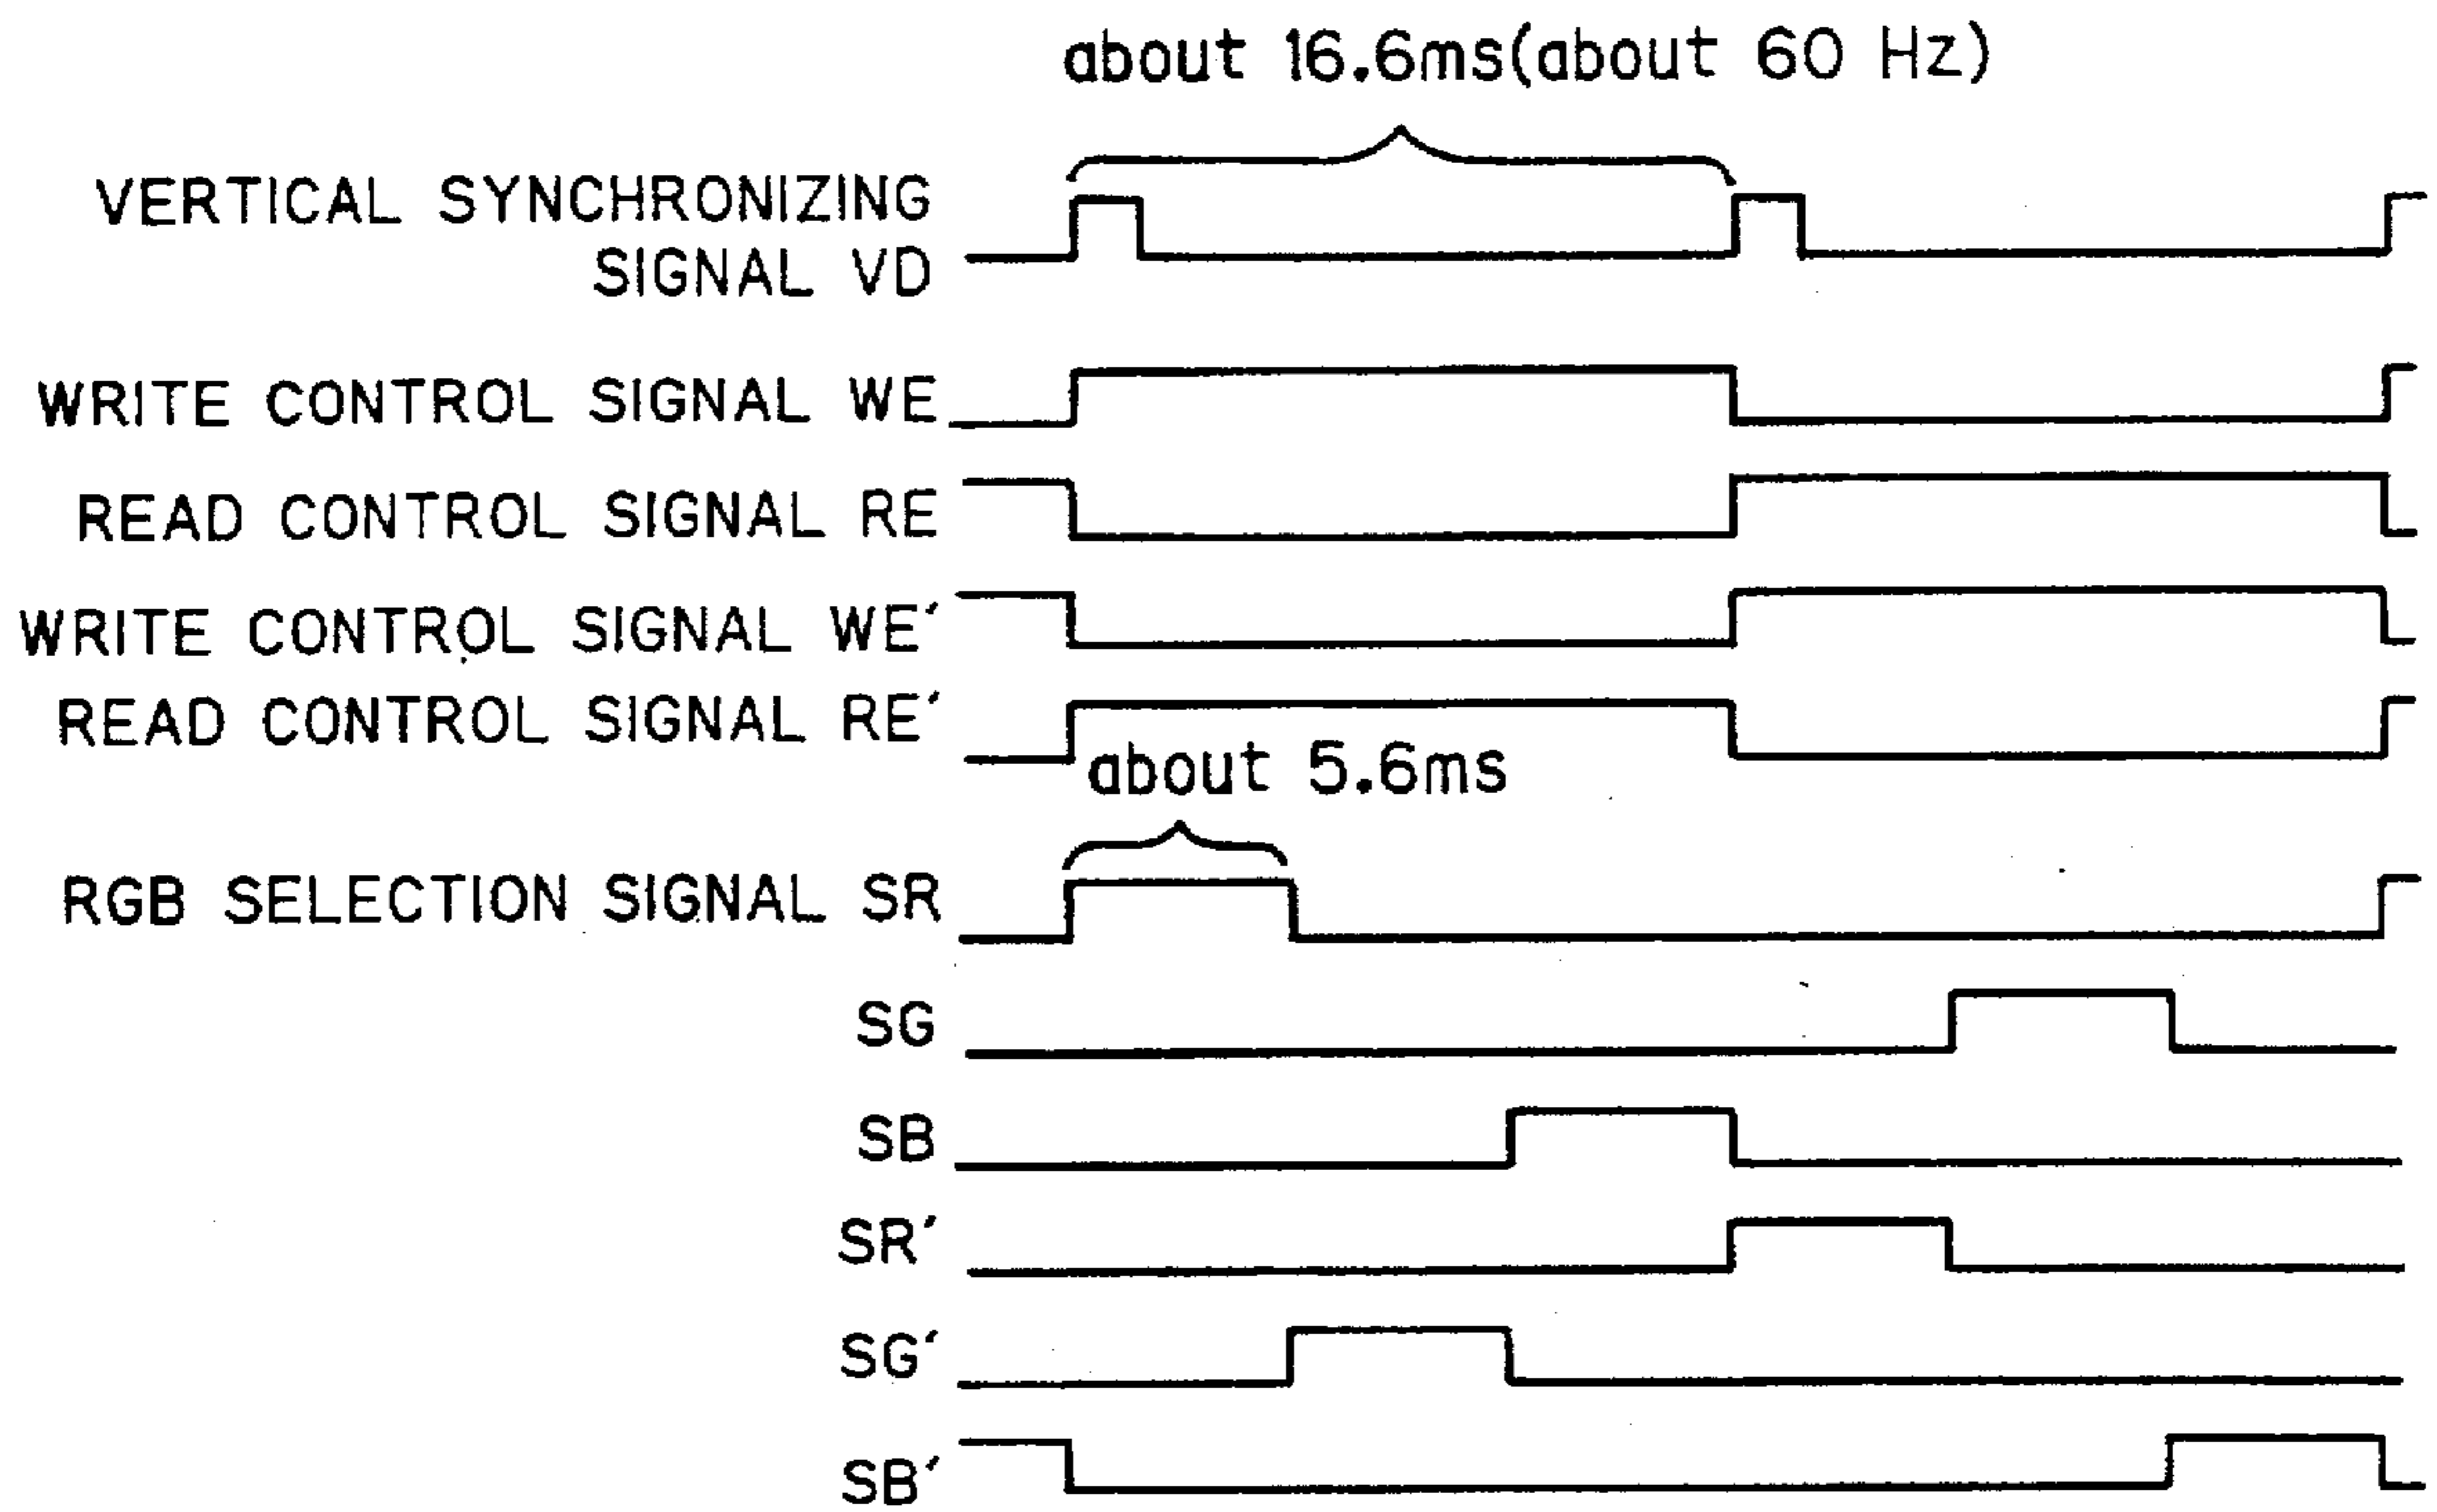 about 16.6ms(about 60 Hz)
VERTICAL SYNCHRONIZING
SIGNAL VD
WRITE CONTROL SIGNAL WE
READ CONTROL SIGNAL RE
WRITE CONTROL SIGNAL WE′
READ CONTROL SIGNAL RE′
about 5.6ms
RGB SELECTION SIGNAL SR
SG
SB
SR′
SG′
SB′